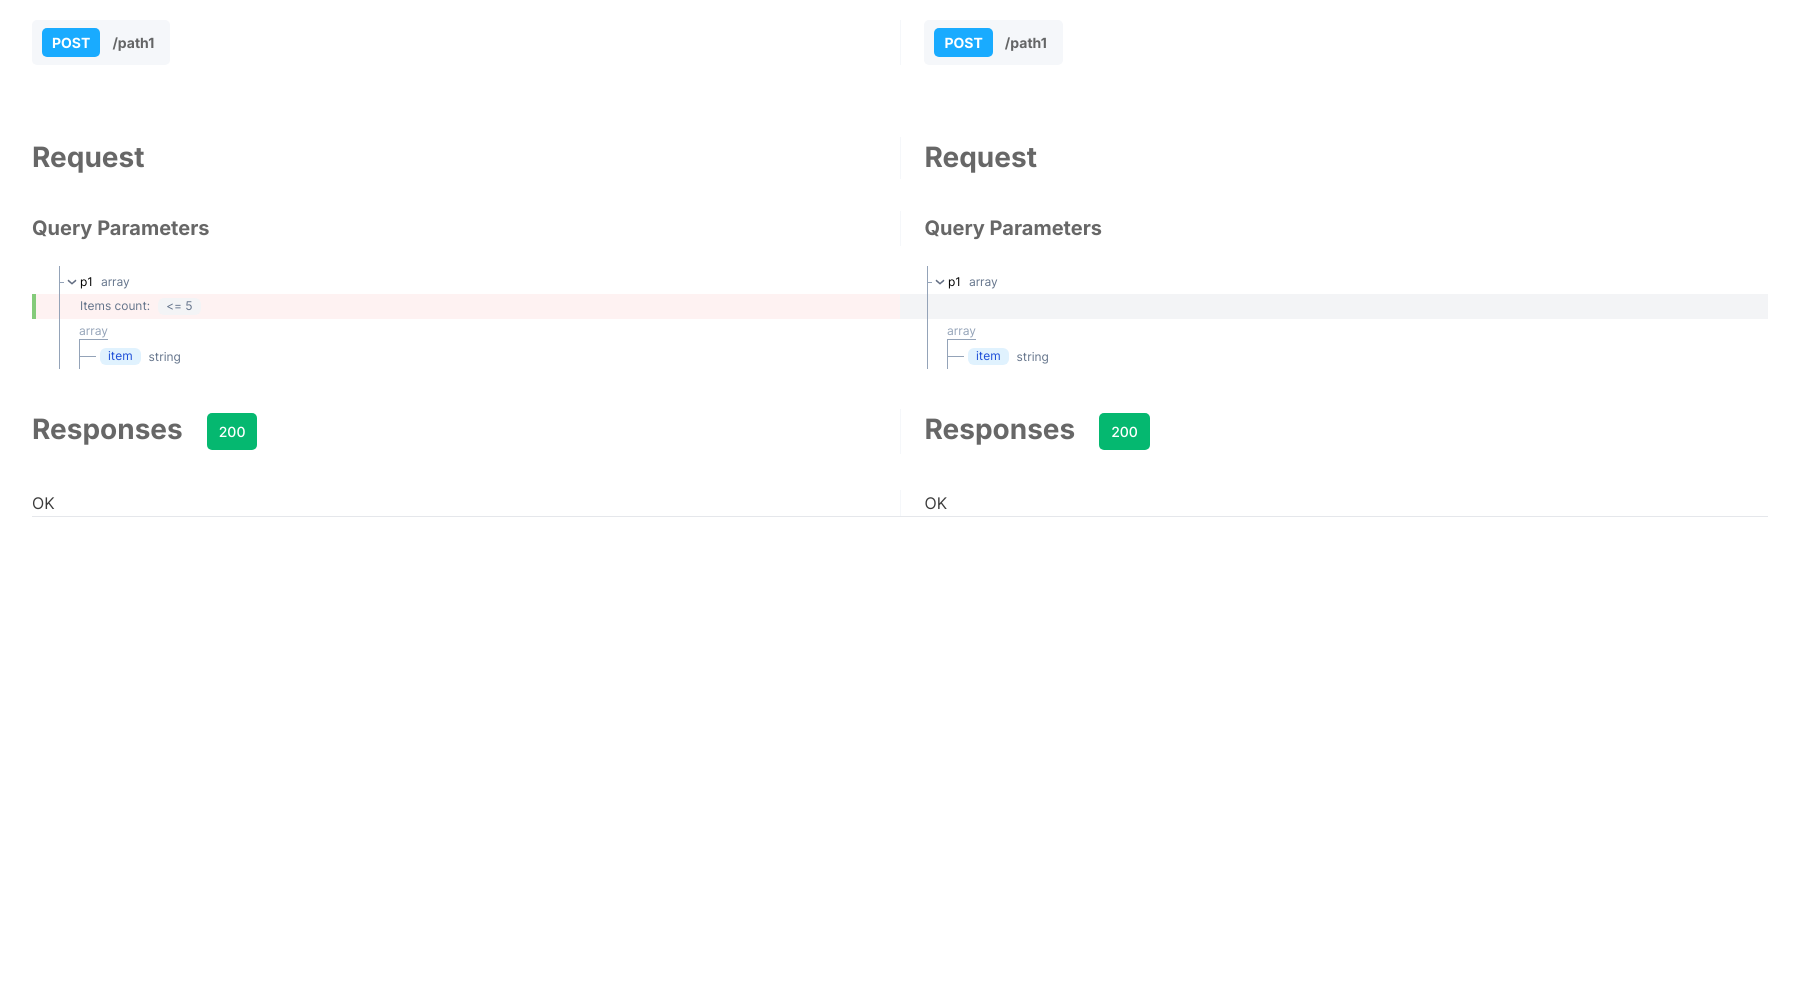 POST /path1 POST /path1
Request Request
Query Parameters Query Parameters
p1 array p1 array
Items count: <= 5
array array
item string item string
Responses 200 Responses 200
OK OK